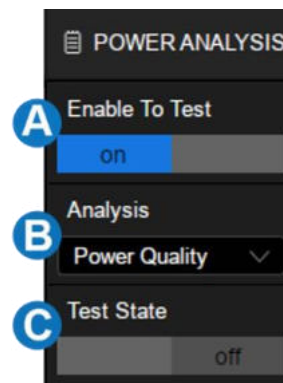 POWER ANALYSIS
A
Enable To Test
on
B
Analysis
Power Quality
C
Test State
off